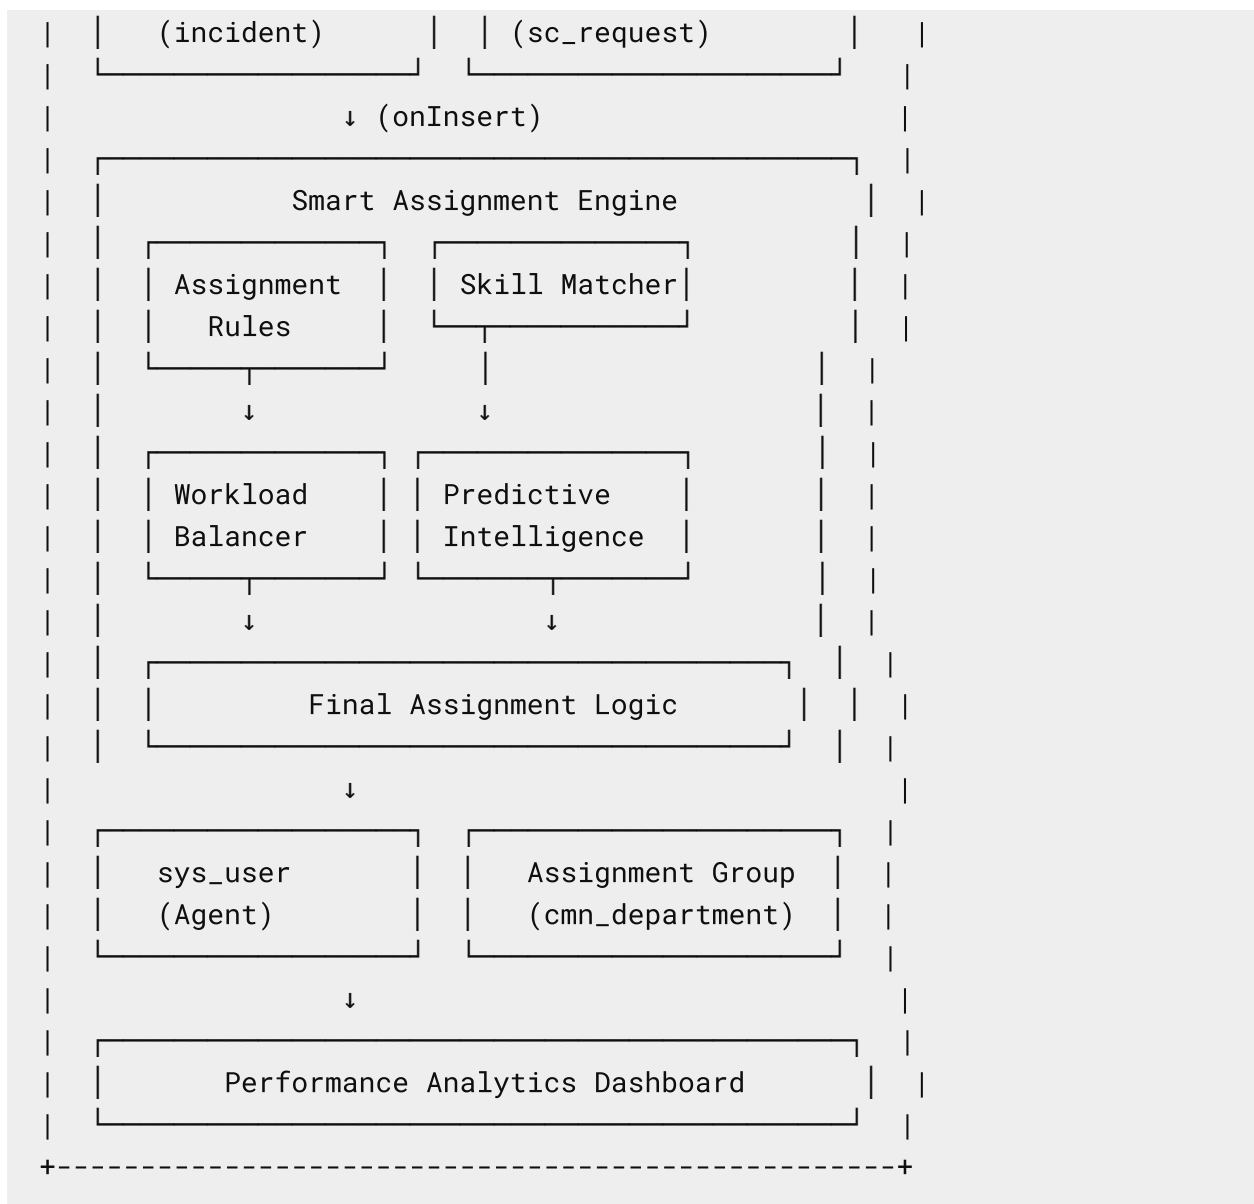 (incident) (sc_request)
↓ (onInsert)
Smart Assignment Engine
Assignment Skill Matcher
Rules
↓ ↓
Workload Predictive
Balancer Intelligence
↓ ↓
Final Assignment Logic
↓
sys_user Assignment Group
(Agent) (cmn_department)
↓
Performance Analytics Dashboard